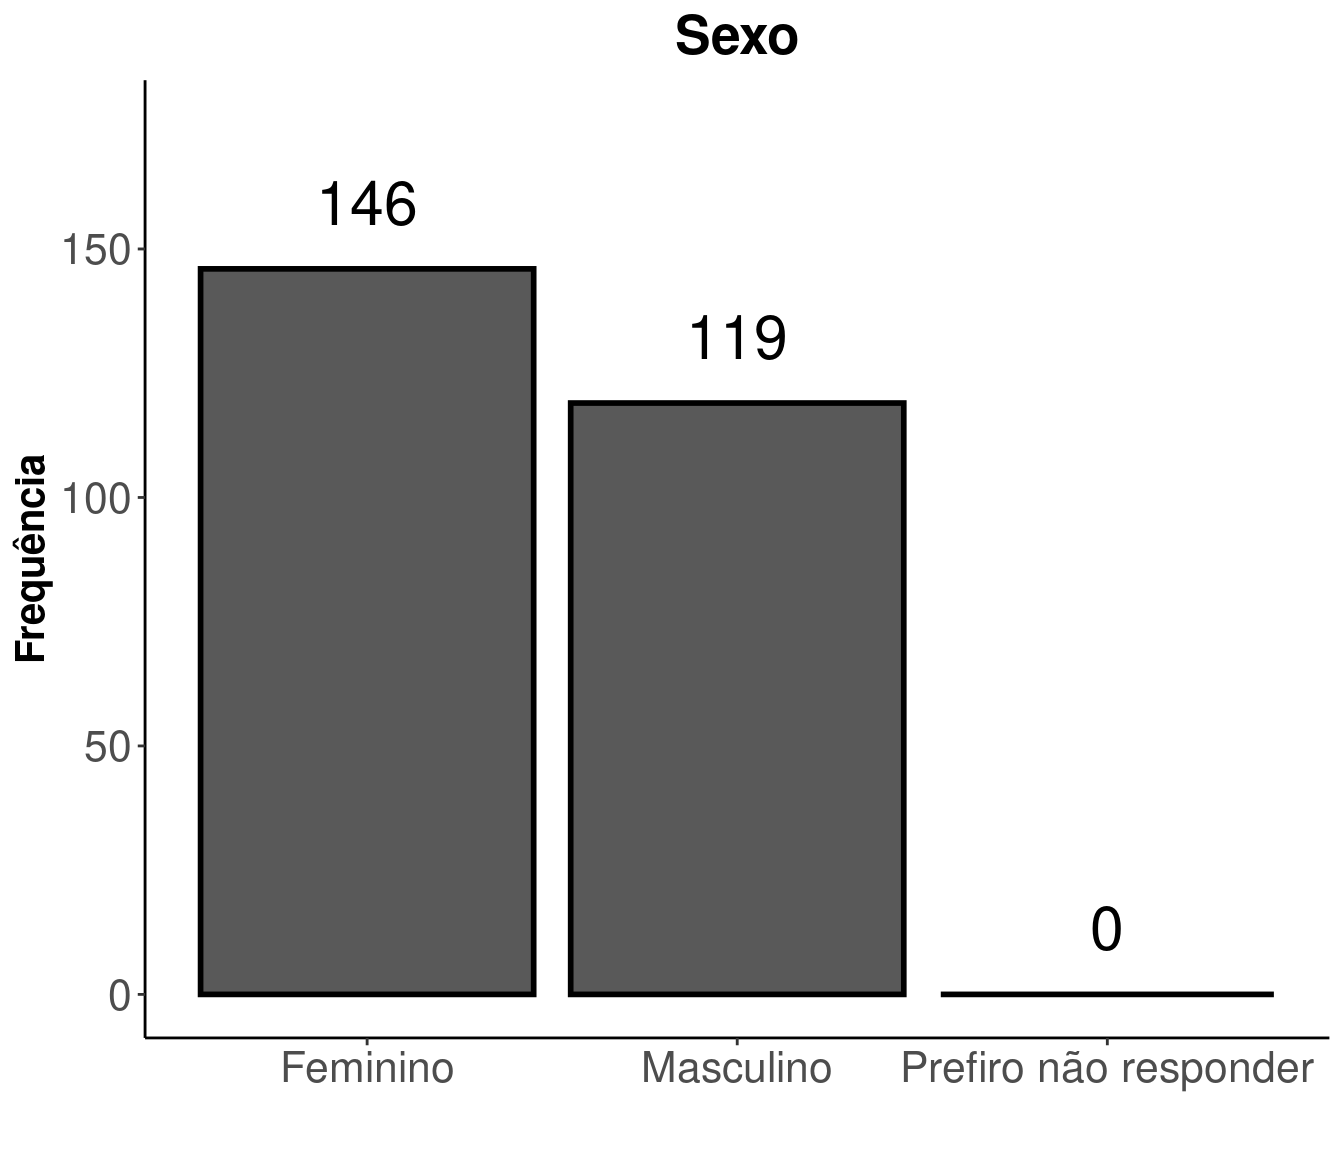 Sexo
146
119
0
150
100
50
0
Frequência
Feminino
Masculino
Prefiro não responder